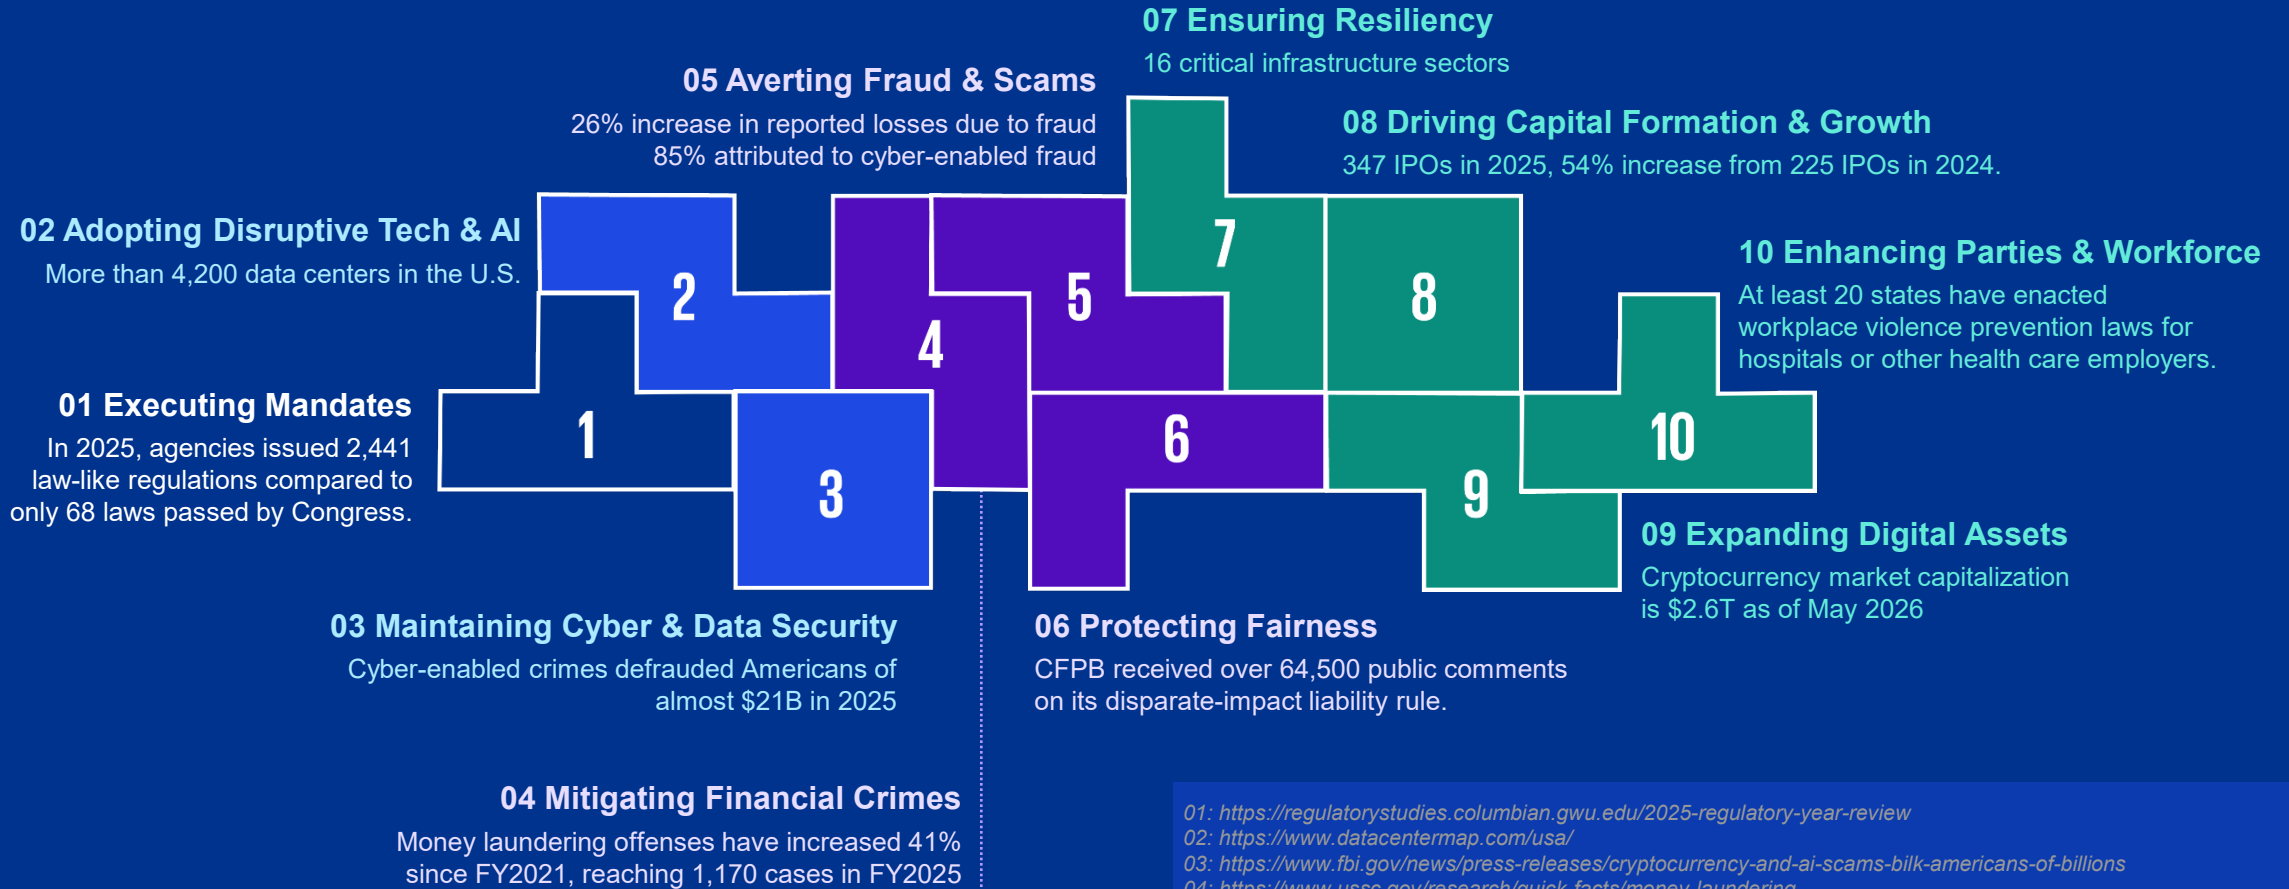 07 Ensuring Resiliency
16 critical infrastructure sectors
05 Averting Fraud & Scams
26% increase in reported losses due to fraud
85% attributed to cyber-enabled fraud
08 Driving Capital Formation & Growth
347 IPOs in 2025, 54% increase from 225 IPOs in 2024.
02 Adopting Disruptive Tech & AI
More than 4,200 data centers in the U.S.
10 Enhancing Parties & Workforce
At least 20 states have enacted
workplace violence prevention laws for
hospitals or other health care employers.
7
2
5
8
4
01 Executing Mandates
In 2025, agencies issued 2,441
law-like regulations compared to
only 68 laws passed by Congress.
1
6
10
3
9
09 Expanding Digital Assets
Cryptocurrency market capitalization
is $2.6T as of May 2026
03 Maintaining Cyber & Data Security
Cyber-enabled crimes defrauded Americans of
almost $21B in 2025
06 Protecting Fairness
CFPB received over 64,500 public comments
on its disparate-impact liability rule.
04 Mitigating Financial Crimes
Money laundering offenses have increased 41%
since FY2021, reaching 1,170 cases in FY2025
01: https://regulatorystudies.columbian.gwu.edu/2025-regulatory-year-review
02: https://www.datacentermap.com/usa/
03: https://www.fbi.gov/news/press-releases/cryptocurrency-and-ai-scams-bilk-americans-of-billions
04: https://www.ussc.gov/research/quick-facts/money-laundering